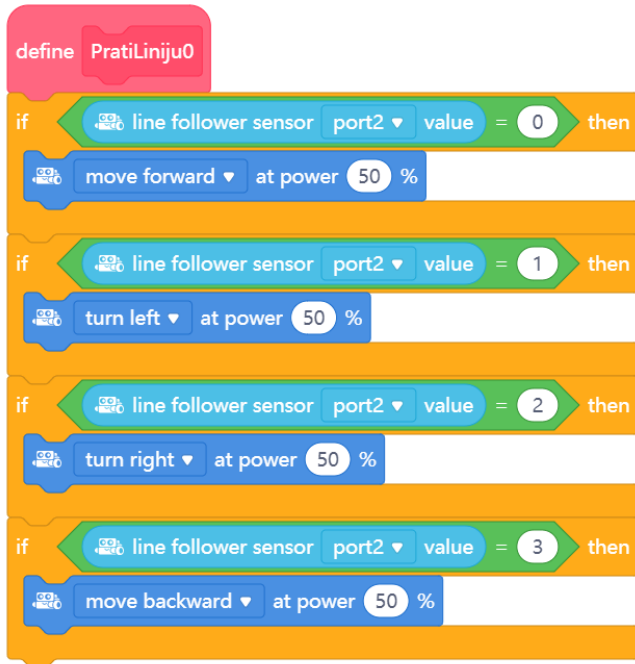 define PratiLiniju0
if line follower sensor port2 value = 0 then
move forward at power 50 %
if line follower sensor port2 value = 1 then
turn left at power 50 %
if line follower sensor port2 value = 2 then
turn right at power 50 %
if line follower sensor port2 value = 3 then
move backward at power 50 %